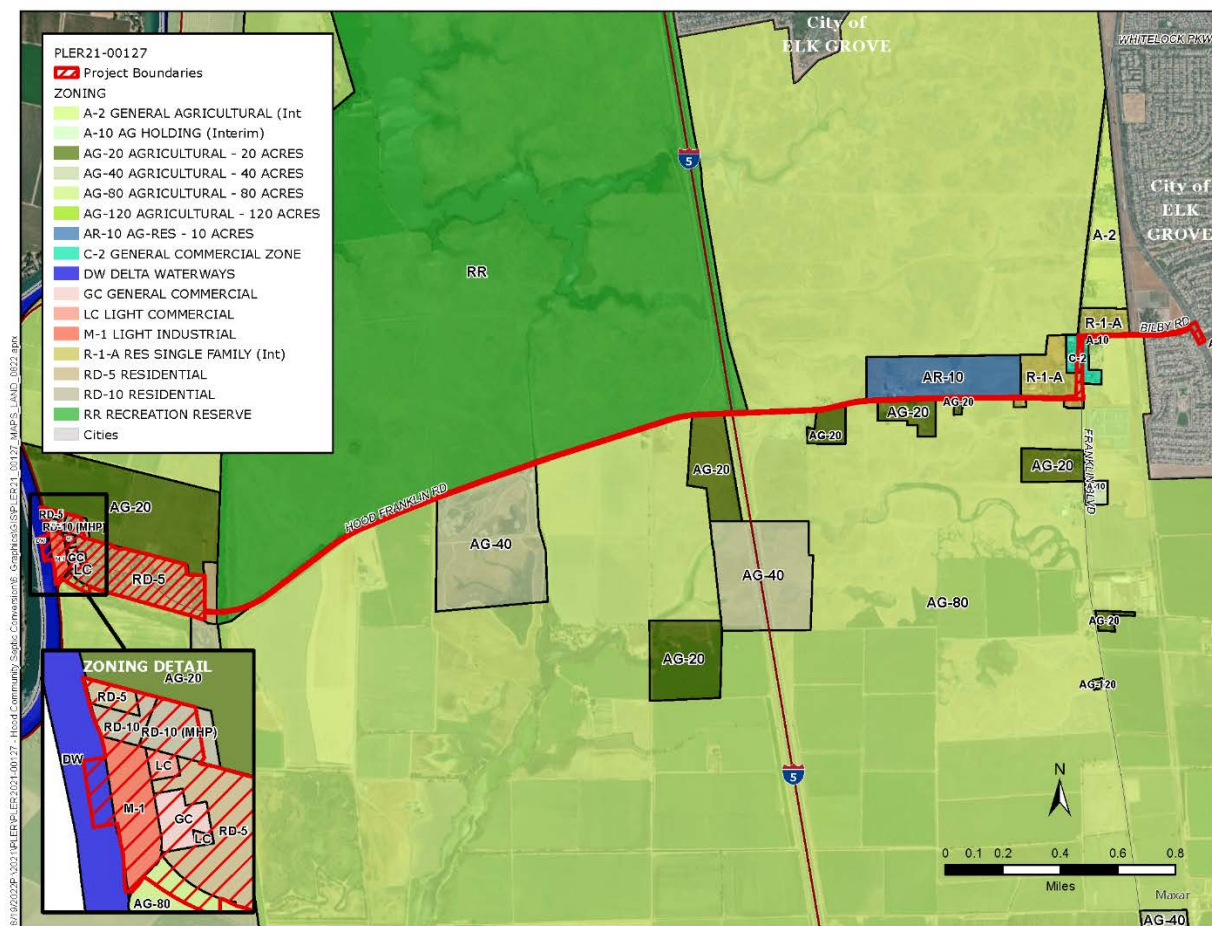 PLER21-00127
Project Boundaries
ZONING
A-2 GENERAL AGRICULTURAL (Int
A-10 AG HOLDING (Interim)
AG-20 AGRICULTURAL - 20 ACRES
AG-40 AGRICULTURAL - 40 ACRES
AG-80 AGRICULTURAL - 80 ACRES
AG-120 AGRICULTURAL - 120 ACRES
AR-10 AG-RES - 10 ACRES
C-2 GENERAL COMMERCIAL ZONE
DW DELTA WATERWAYS
GC GENERAL COMMERCIAL
LC LIGHT COMMERCIAL
M-1 LIGHT INDUSTRIAL
R-1-A RES SINGLE FAMILY (Int)
RD-5 RESIDENTIAL
RD-10 RESIDENTIAL
RR RECREATION RESERVE
Cities
City of
ELK GROVE
WHITELOCK PKW
5
City of
ELK
GROVE
A-2
RR
R-1-A
BILBY RD
A-10
C-2
AR-10
R-1-A
AG-20
AG-20
AG-20
AG-20
AG-20
FRANKLIN BLVD
HOOD FRANKLIN RD
AG-20
RD-5
RD-10 (MHP)
GC
LC
RD-5
AG-40
AG-40
AG-80
AG-20
AG-20
AG-120
5
ZONING DETAIL
AG-20
RD-5
RD-10
RD-10 (MHP)
DW
LC
M-1
GC
LC
RD-5
AG-80
N
0 0.1 0.2 0.4 0.6 0.8
Miles
Maxar
AG-40